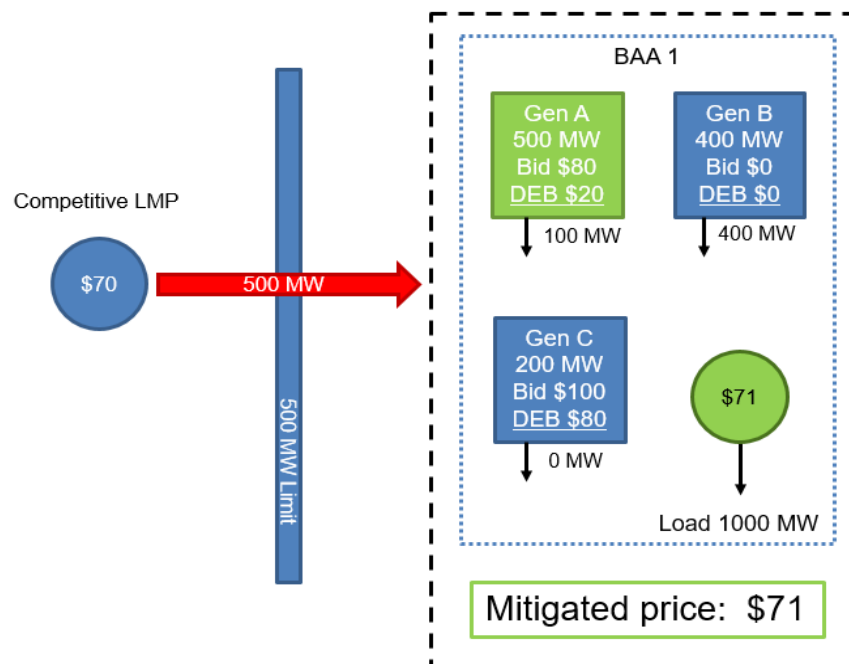 BAA 1
Gen A
500 MW
Bid $80
DEB $20
100 MW
Gen B
400 MW
Bid $0
DEB $0
400 MW
Competitive LMP
$70
500 MW
500 MW Limit
Gen C
200 MW
Bid $100
DEB $80
0 MW
$71
Load 1000 MW
Mitigated price: $71